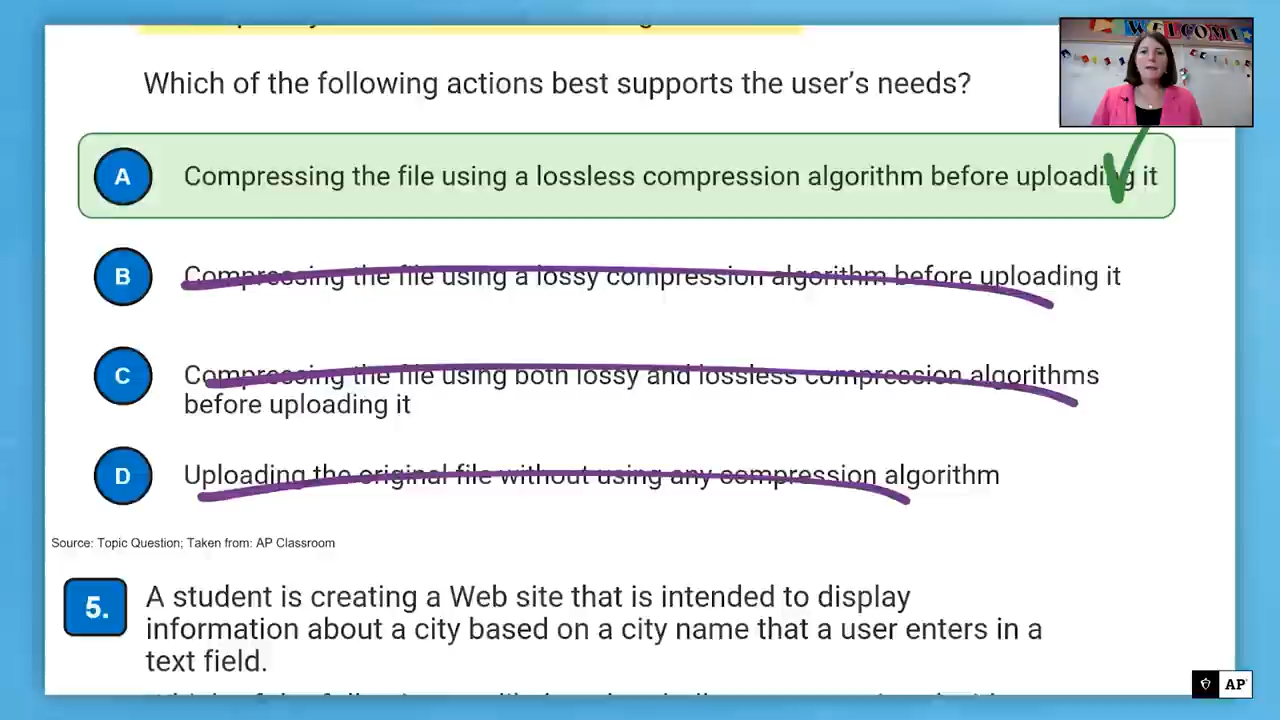 WELCOME
Which of the following actions best supports the user's needs?
A Compressing the file using a lossless compression algorithm before uploading it
B Compressing the file using a lossy compression algorithm before uploading it
C Compressing the file using both lossy and lossless compression algorithms
before uploading it
D Uploading the original file without using any compression algorithm
Source: Topic Question; Taken from: AP Classroom
5. A student is creating a Web site that is intended to display
information about a city based on a city name that a user enters in a
text field.
AP